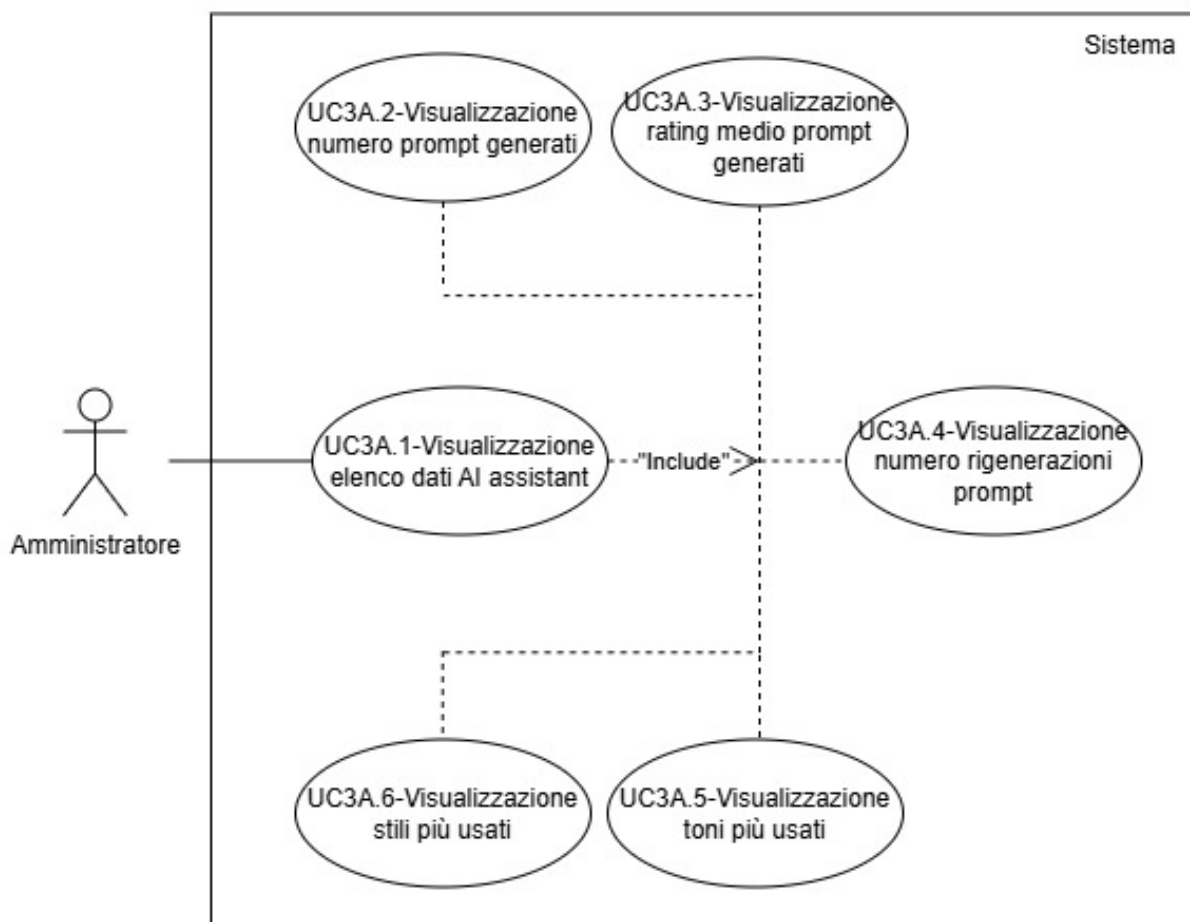 Sistema
UC3A.2-Visualizzazione
numero prompt generati
UC3A.3-Visualizzazione
rating medio prompt
generati
UC3A.1-Visualizzazione
elenco dati AI assistant
"Include"
UC3A.4-Visualizzazione
numero rigenerazioni
prompt
Amministratore
UC3A.6-Visualizzazione
stili più usati
UC3A.5-Visualizzazione
toni più usati